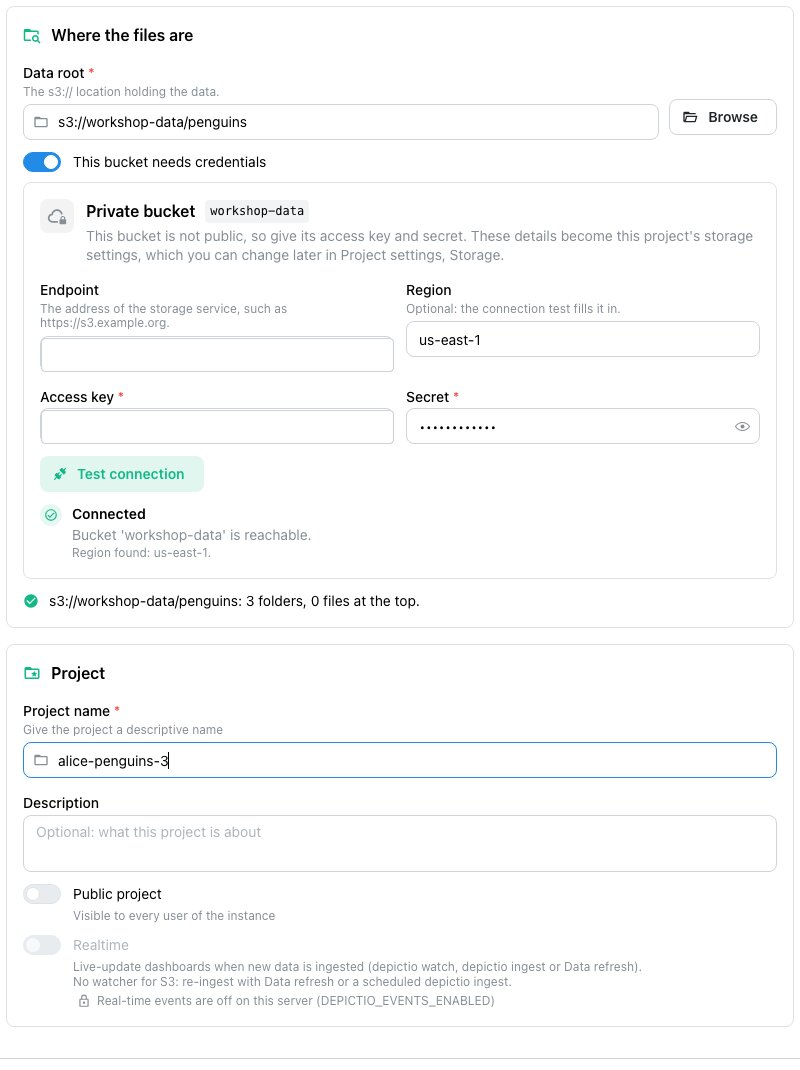 Where the files are
Data root *
The s3:// location holding the data.
s3://workshop-data/penguins
Browse
This bucket needs credentials
Private bucket workshop-data
This bucket is not public, so give its access key and secret. These details become this project's storage
settings, which you can change later in Project settings, Storage.
Endpoint
The address of the storage service, such as
https://s3.example.org.
Region
Optional: the connection test fills it in.
us-east-1
Access key *
Secret *
••••••••••••
Test connection
Connected
Bucket 'workshop-data' is reachable.
Region found: us-east-1.
s3://workshop-data/penguins: 3 folders, 0 files at the top.
Project
Project name *
Give the project a descriptive name
alice-penguins-3
Description
Optional: what this project is about
Public project
Visible to every user of the instance
Realtime
Live-update dashboards when new data is ingested (depictio watch, depictio ingest or Data refresh).
No watcher for S3: re-ingest with Data refresh or a scheduled depictio ingest.
Real-time events are off on this server (DEPICTIO_EVENTS_ENABLED)